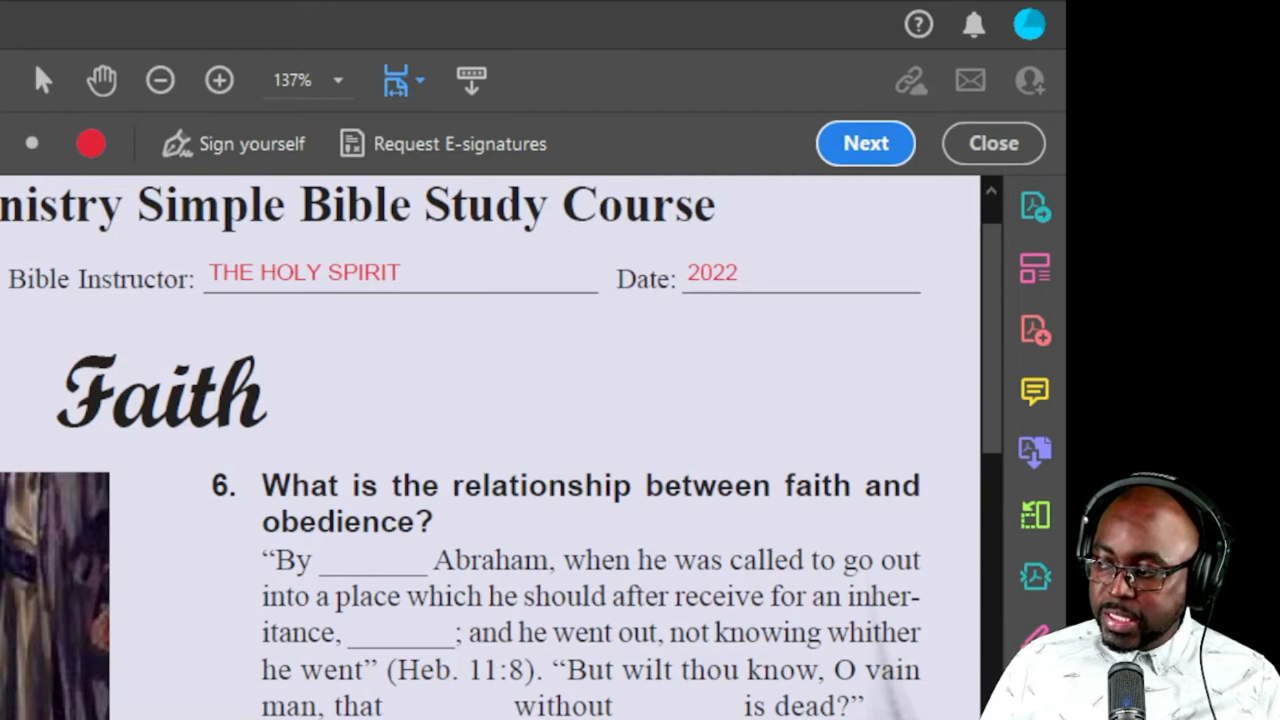 137%
Sign yourself
Request E-signatures
Next
Close
nistry Simple Bible Study Course
Bible Instructor: THE HOLY SPIRIT Date: 2022
Faith
6. What is the relationship between faith and
obedience?
“By ________ Abraham, when he was called to go out
into a place which he should after receive for an inher-
itance, ________; and he went out, not knowing whither
he went” (Heb. 11:8). “But wilt thou know, O vain
man, that without is dead?”